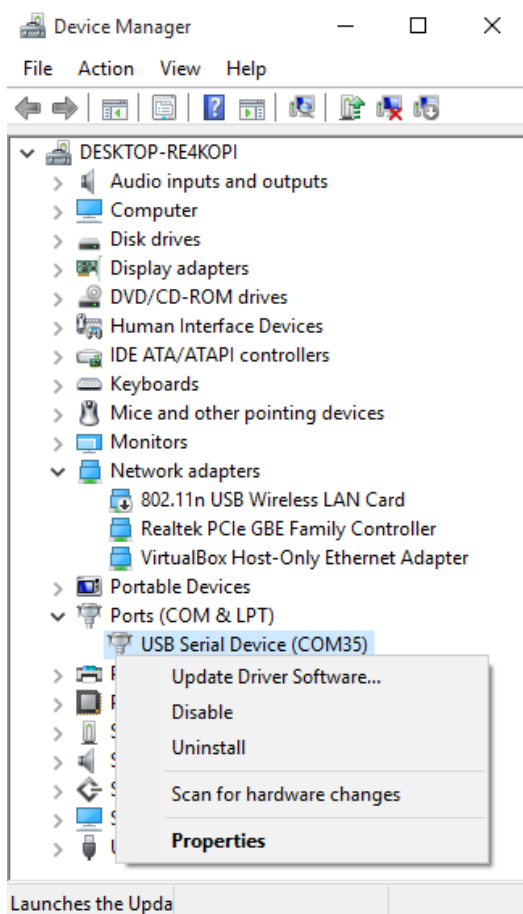 Device Manager
File Action View Help
DESKTOP-RE4KOPI
Audio inputs and outputs
Computer
Disk drives
Display adapters
DVD/CD-ROM drives
Human Interface Devices
IDE ATA/ATAPI controllers
Keyboards
Mice and other pointing devices
Monitors
Network adapters
802.11n USB Wireless LAN Card
Realtek PCIe GBE Family Controller
VirtualBox Host-Only Ethernet Adapter
Portable Devices
Ports (COM & LPT)
USB Serial Device (COM35)
Update Driver Software...
Disable
Uninstall
Scan for hardware changes
Properties
Launches the Upda